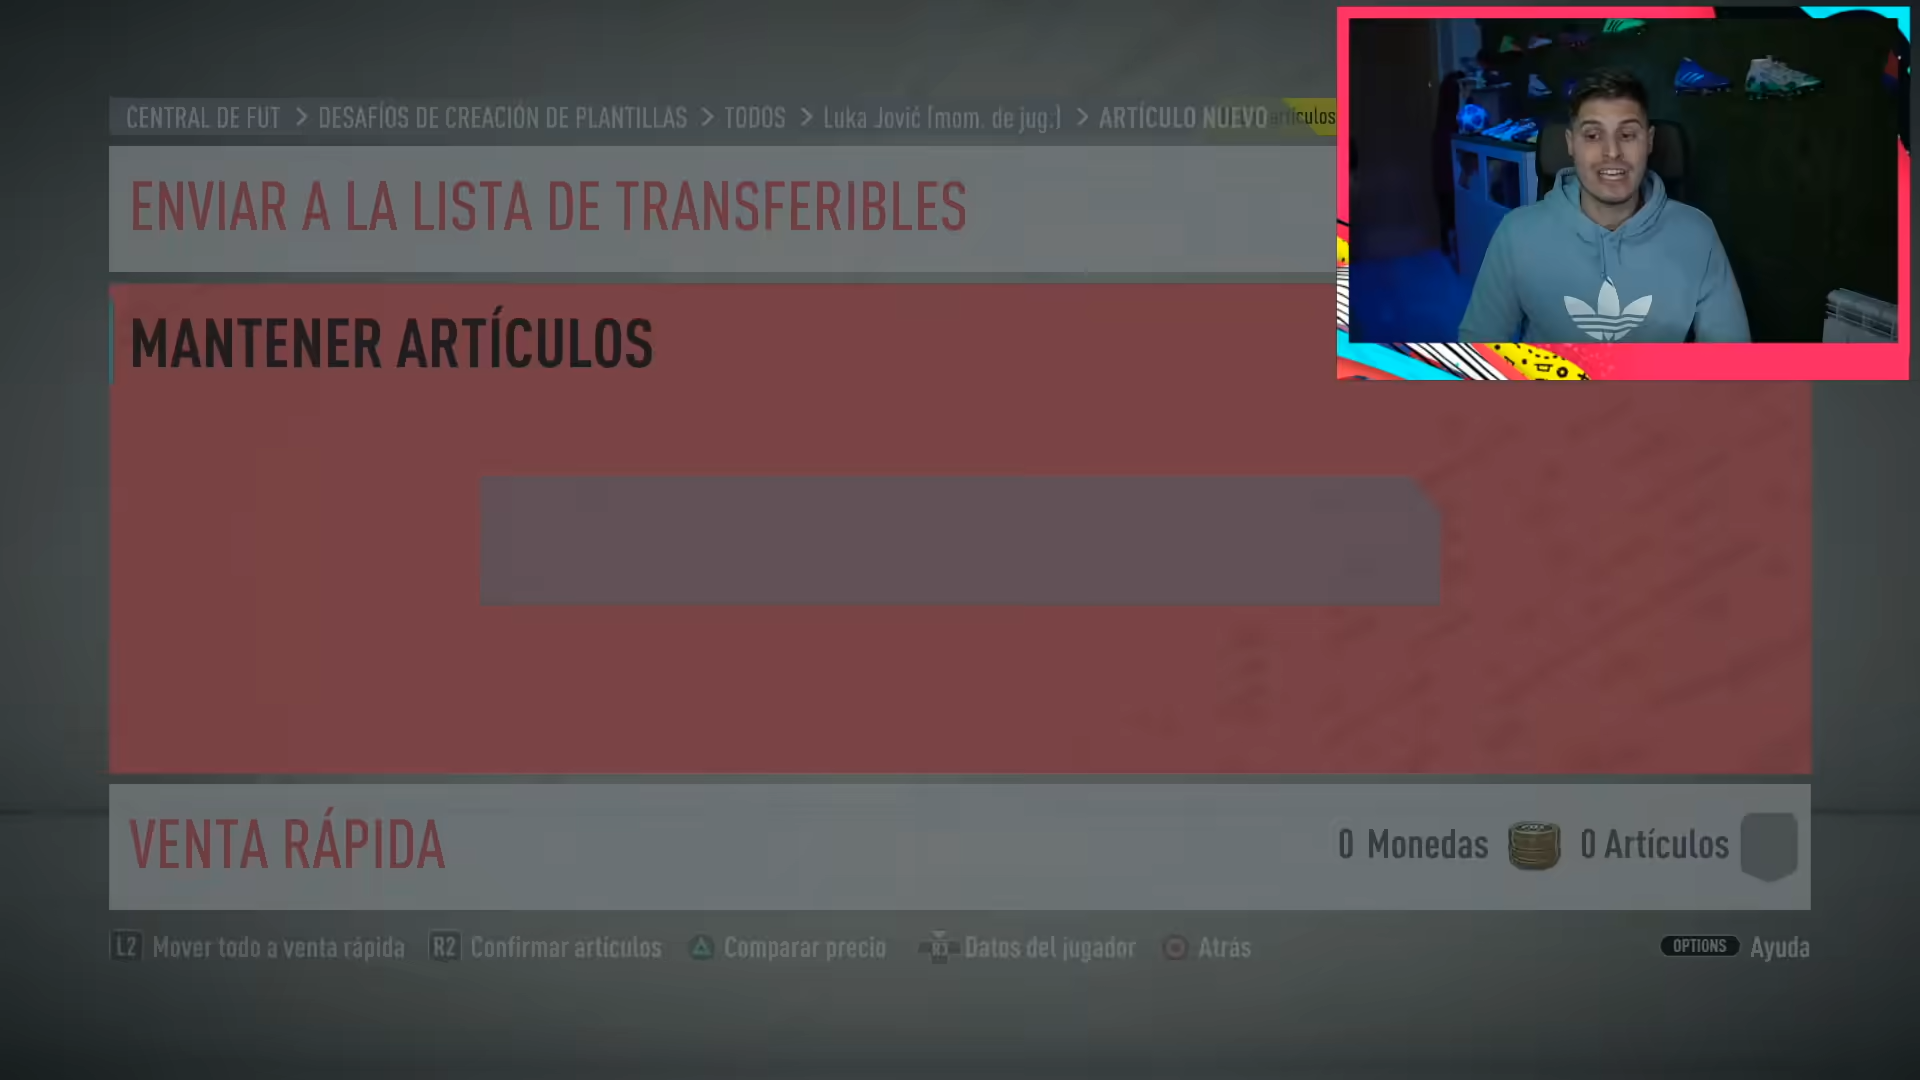 CENTRAL DE FUT > DESAFÍOS DE CREACIÓN DE PLANTILLAS > TODOS > Luka Jović (mom. de jug.) > ARTÍCULO NUEVO artículos
ENVIAR A LA LISTA DE TRANSFERIBLES
MANTENER ARTÍCULOS
VENTA RÁPIDA
0 Monedas 0 Artículos
L2 Mover todo a venta rápida R2 Confirmar artículos Comparar precio R3 Datos del jugador Atrás OPTIONS Ayuda